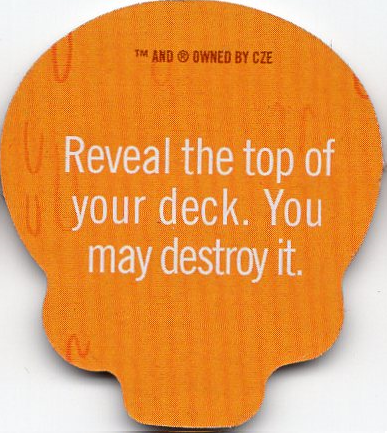 ™ AND ® OWNED BY CZE
Reveal the top of
your deck. You
may destroy it.